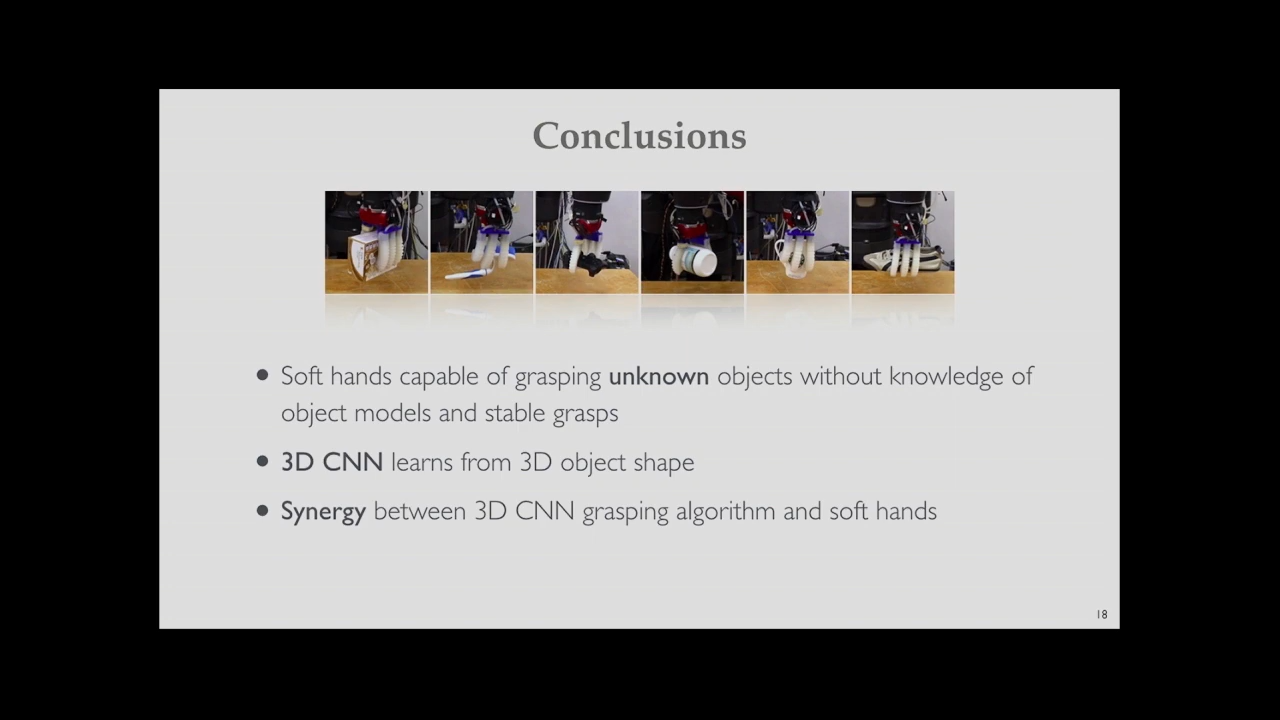 Conclusions
● Soft hands capable of grasping unknown objects without knowledge of
object models and stable grasps
● 3D CNN learns from 3D object shape
● Synergy between 3D CNN grasping algorithm and soft hands
18